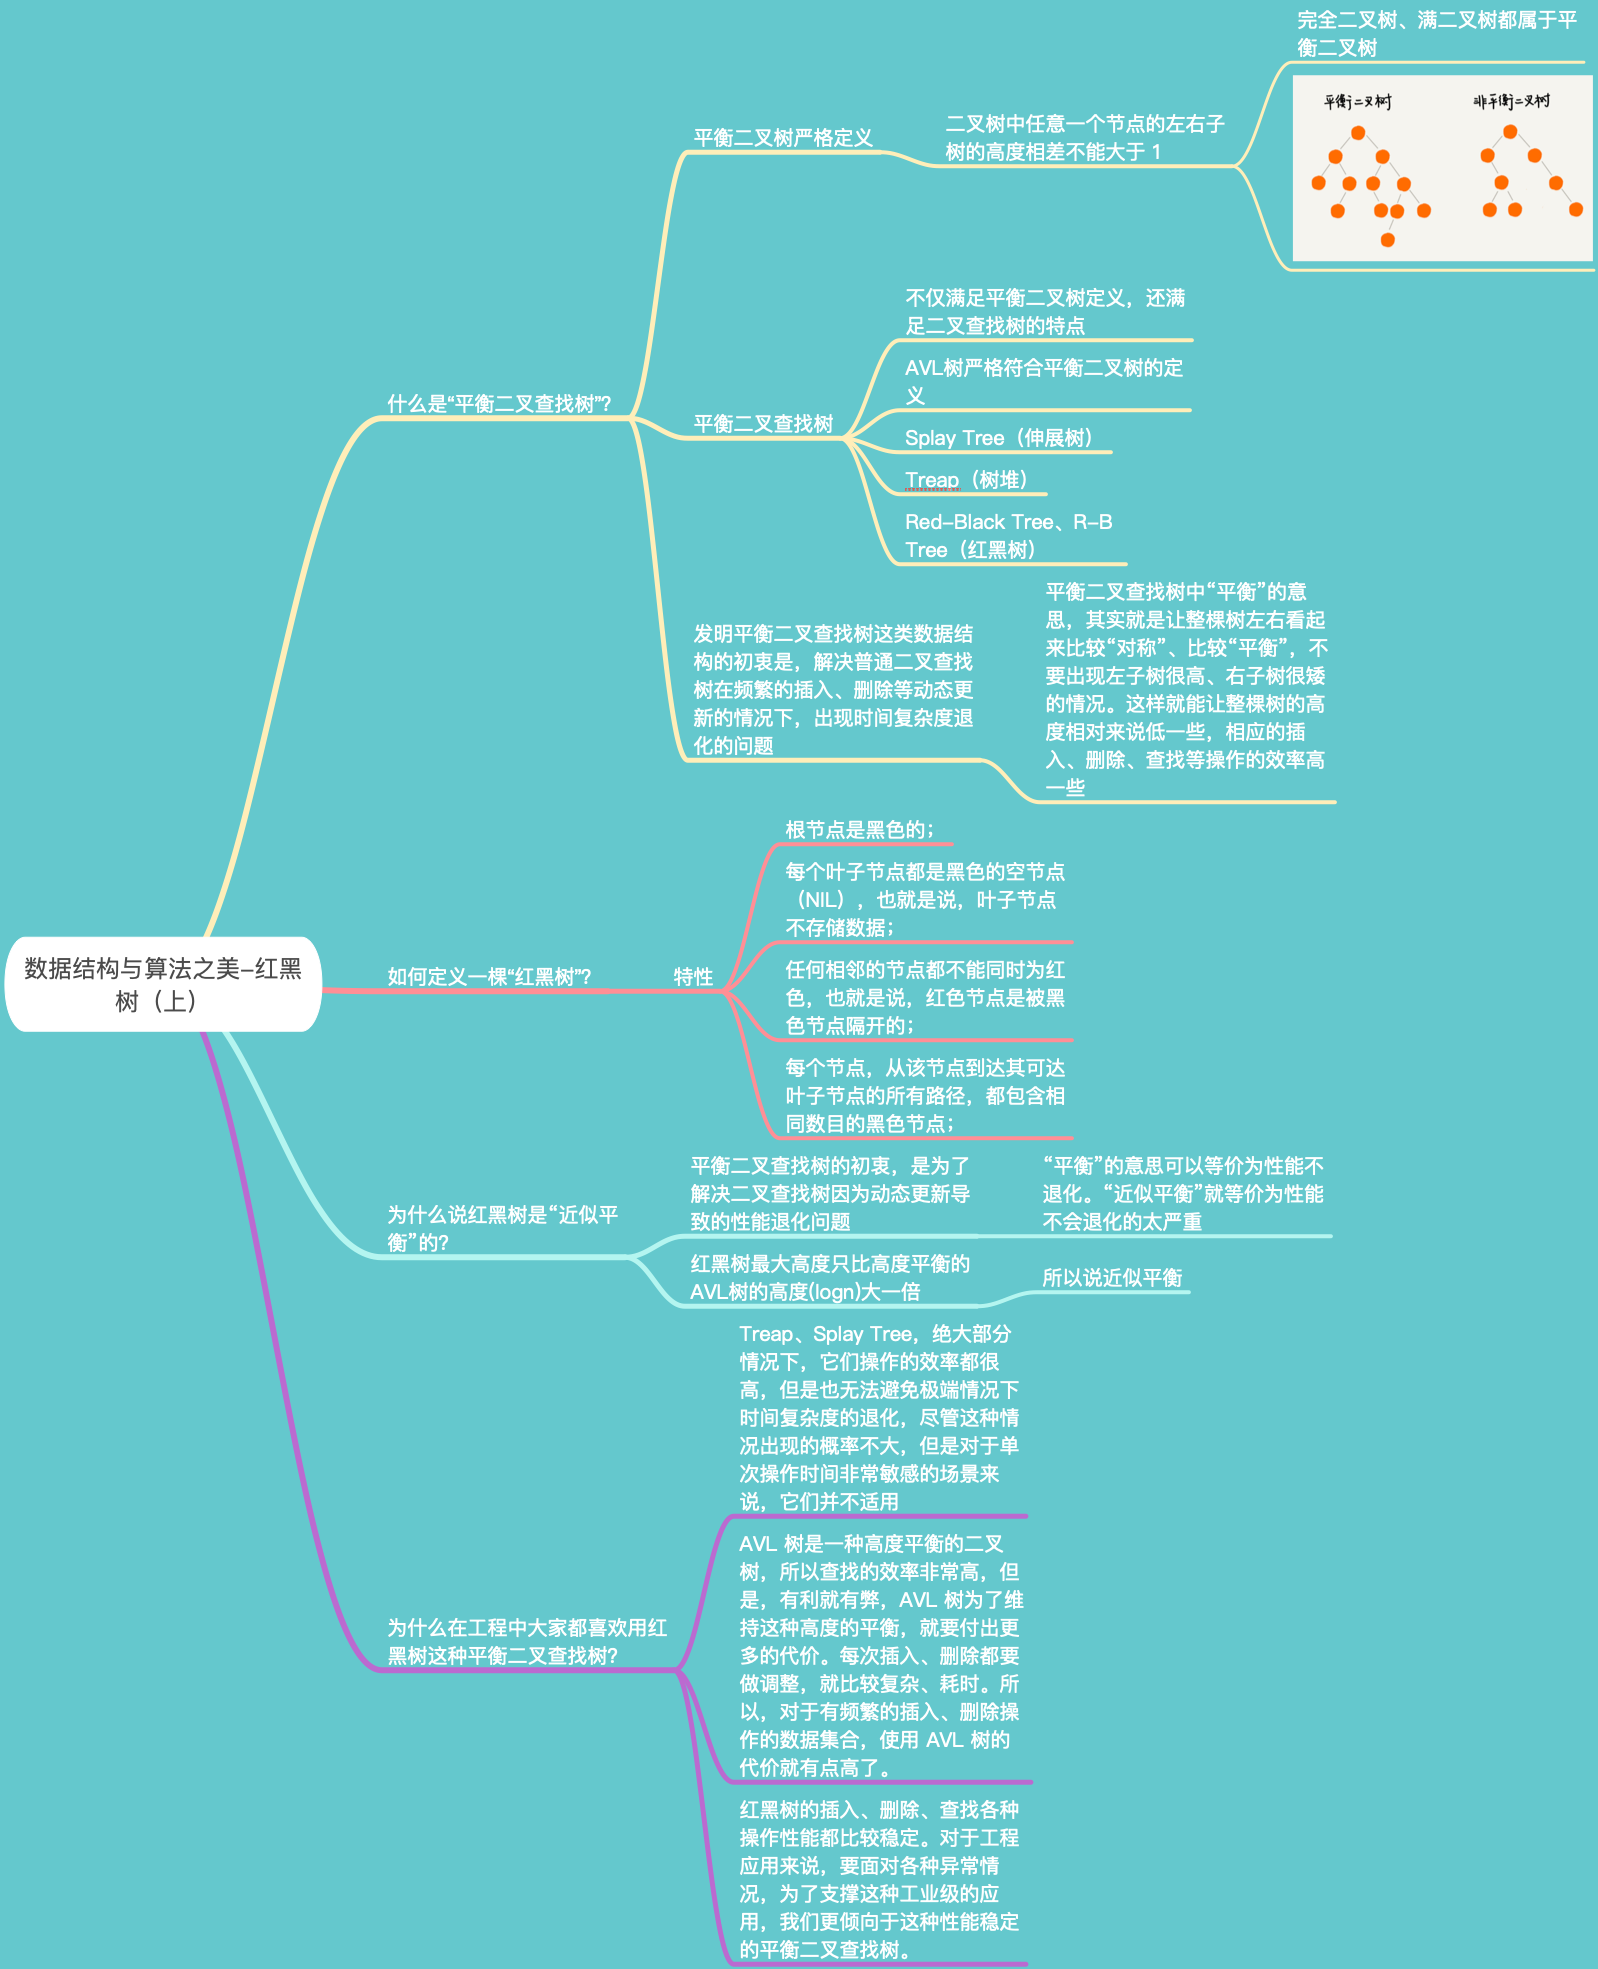 完全二叉树、满二叉树都属于平
衡二叉树
平衡二叉树
非平衡二叉树
平衡二叉树严格定义
二叉树中任意一个节点的左右子
树的高度相差不能大于 1
什么是“平衡二叉查找树”?
平衡二叉查找树
不仅满足平衡二叉树定义，还满
足二叉查找树的特点
AVL树严格符合平衡二叉树的定
义
Splay Tree（伸展树）
Treap（树堆）
Red-Black Tree、R-B
Tree（红黑树）
发明平衡二叉查找树这类数据结
构的初衷是，解决普通二叉查找
树在频繁的插入、删除等动态更
新的情况下，出现时间复杂度退
化的问题
平衡二叉查找树中“平衡”的意
思，其实就是让整棵树左右看起
来比较“对称”、比较“平衡”，不
要出现左子树很高、右子树很矮
的情况。这样就能让整棵树的高
度相对来说低一些，相应的插
入、删除、查找等操作的效率高
一些
数据结构与算法之美-红黑
树（上）
如何定义一棵“红黑树”?
特性
根节点是黑色的；
每个叶子节点都是黑色的空节点
（NIL），也就是说，叶子节点
不存储数据；
任何相邻的节点都不能同时为红
色，也就是说，红色节点是被黑
色节点隔开的；
每个节点，从该节点到达其可达
叶子节点的所有路径，都包含相
同数目的黑色节点；
为什么说红黑树是“近似平
衡”的?
平衡二叉查找树的初衷，是为了
解决二叉查找树因为动态更新导
致的性能退化问题
“平衡”的意思可以等价为性能不
退化。“近似平衡”就等价为性能
不会退化的太严重
红黑树最大高度只比高度平衡的
AVL树的高度(logn)大一倍
所以说近似平衡
为什么在工程中大家都喜欢用红
黑树这种平衡二叉查找树?
Treap、Splay Tree，绝大部分
情况下，它们操作的效率都很
高，但是也无法避免极端情况下
时间复杂度的退化，尽管这种情
况出现的概率不大，但是对于单
次操作时间非常敏感的场景来
说，它们并不适用
AVL 树是一种高度平衡的二叉
树，所以查找的效率非常高，但
是，有利就有弊，AVL 树为了维
持这种高度的平衡，就要付出更
多的代价。每次插入、删除都要
做调整，就比较复杂、耗时。所
以，对于有频繁的插入、删除操
作的数据集合，使用 AVL 树的
代价就有点高了。
红黑树的插入、删除、查找各种
操作性能都比较稳定。对于工程
应用来说，要面对各种异常情
况，为了支撑这种工业级的应
用，我们更倾向于这种性能稳定
的平衡二叉查找树。